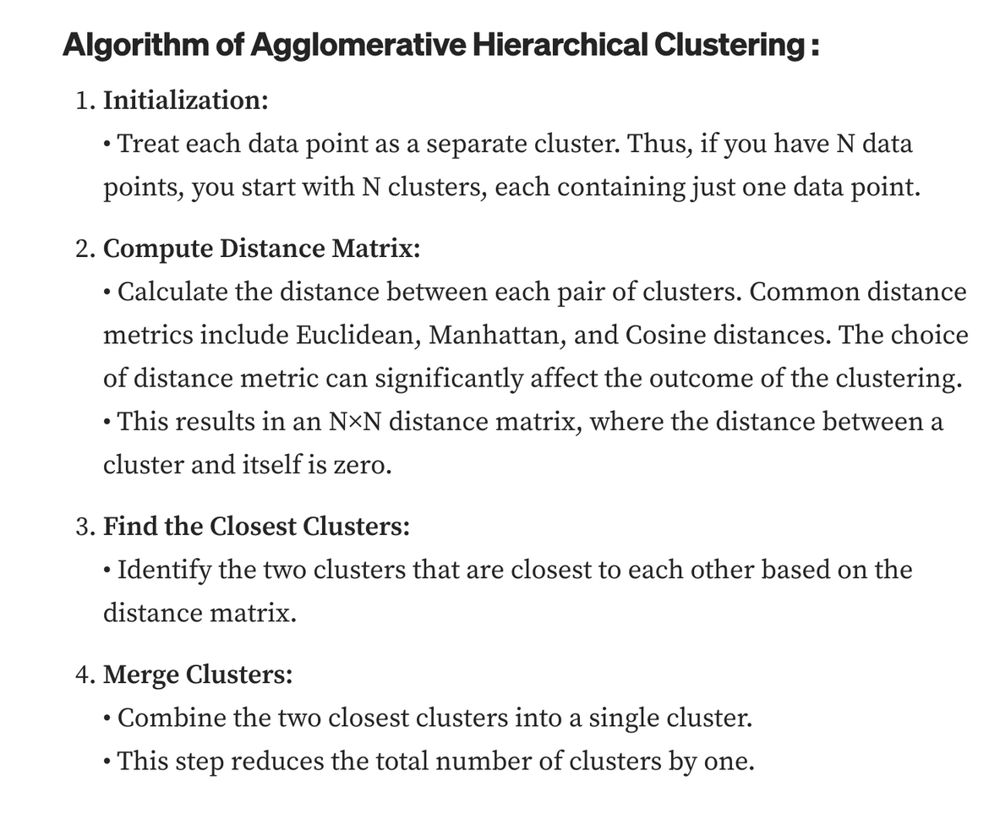 Algorithm of Agglomerative Hierarchical Clustering :
1. Initialization:
• Treat each data point as a separate cluster. Thus, if you have N data
points, you start with N clusters, each containing just one data point.
2. Compute Distance Matrix:
• Calculate the distance between each pair of clusters. Common distance
metrics include Euclidean, Manhattan, and Cosine distances. The choice
of distance metric can significantly affect the outcome of the clustering.
• This results in an N×N distance matrix, where the distance between a
cluster and itself is zero.
3. Find the Closest Clusters:
• Identify the two clusters that are closest to each other based on the
distance matrix.
4. Merge Clusters:
• Combine the two closest clusters into a single cluster.
• This step reduces the total number of clusters by one.